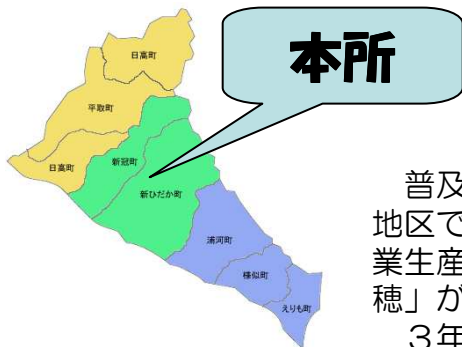 本所
日高町
平取町
日高町
新冠町
新ひだか町
浦河町
様似町
えりも町
普及
地区で
業生産
穂」が
３年